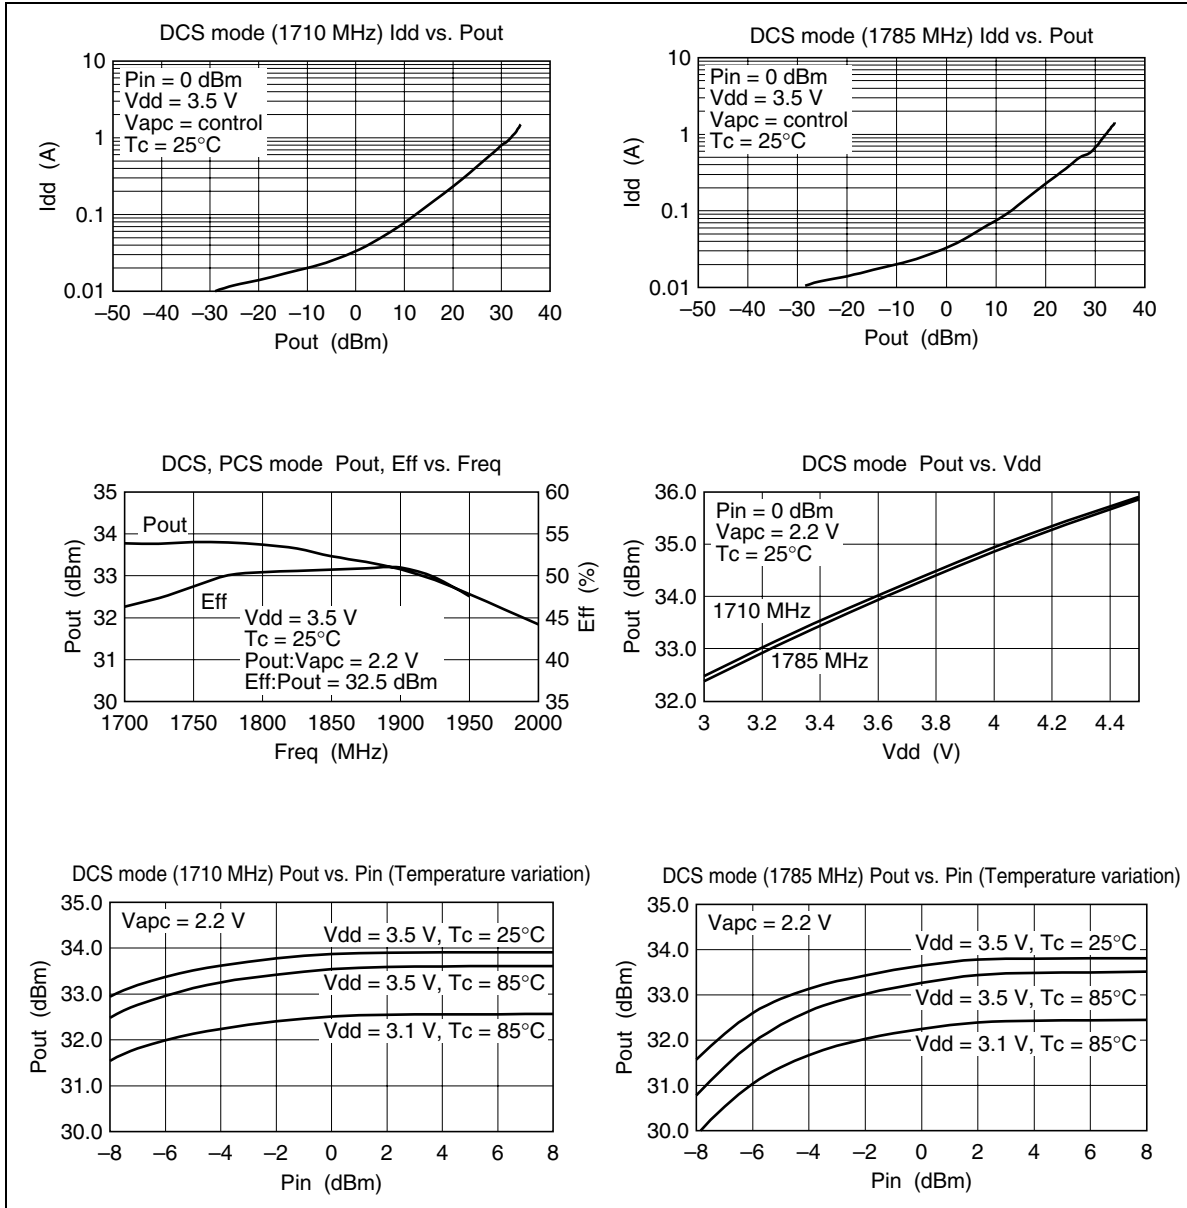 DCS mode (1710 MHz) Idd vs. Pout
10
1
0.1
0.01
Idd (A)
Pin = 0 dBm
Vdd = 3.5 V
Vapc = control
Tc = 25°C
–50 –40 –30 –20 –10 0 10 20 30 40
Pout (dBm)
DCS mode (1785 MHz) Idd vs. Pout
10
1
0.1
0.01
Idd (A)
Pin = 0 dBm
Vdd = 3.5 V
Vapc = control
Tc = 25°C
–50 –40 –30 –20 –10 0 10 20 30 40
Pout (dBm)
DCS, PCS mode Pout, Eff vs. Freq
35
34
33
32
31
30
Pout (dBm)
Pout
Eff
Vdd = 3.5 V
Tc = 25°C
Pout:Vapc = 2.2 V
Eff:Pout = 32.5 dBm
60
55
50
45
40
35
Eff (%)
1700 1750 1800 1850 1900 1950 2000
Freq (MHz)
DCS mode Pout vs. Vdd
36.0
35.0
34.0
33.0
32.0
Pout (dBm)
Pin = 0 dBm
Vapc = 2.2 V
Tc = 25°C
1710 MHz
1785 MHz
3 3.2 3.4 3.6 3.8 4 4.2 4.4
Vdd (V)
DCS mode (1710 MHz) Pout vs. Pin (Temperature variation)
35.0
34.0
33.0
32.0
31.0
30.0
Pout (dBm)
Vapc = 2.2 V
Vdd = 3.5 V, Tc = 25°C
Vdd = 3.5 V, Tc = 85°C
Vdd = 3.1 V, Tc = 85°C
–8 –6 –4 –2 0 2 4 6 8
Pin (dBm)
DCS mode (1785 MHz) Pout vs. Pin (Temperature variation)
35.0
34.0
33.0
32.0
31.0
30.0
Pout (dBm)
Vapc = 2.2 V
Vdd = 3.5 V, Tc = 25°C
Vdd = 3.5 V, Tc = 85°C
Vdd = 3.1 V, Tc = 85°C
–8 –6 –4 –2 0 2 4 6 8
Pin (dBm)